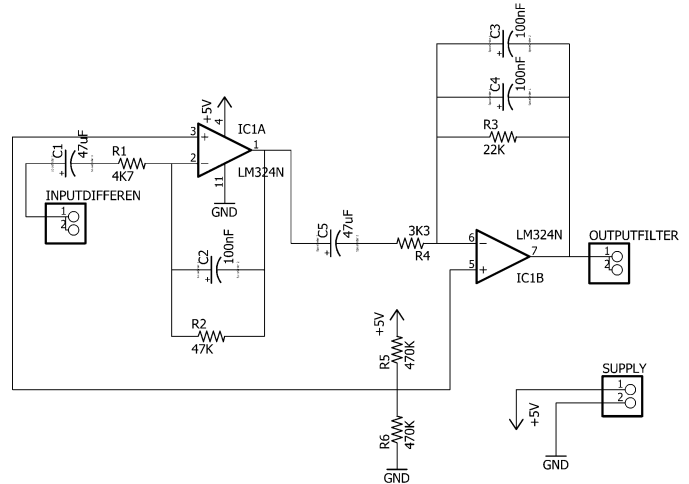 C3
100nF
C4
100nF
R3
22K
+5V
4
IC1A
3
+
1
2
−
LM324N
11
GND
C1
47uF
+
R1
4K7
INPUTDIFFEREN
1
2
C2
100nF
+
R2
47K
C5
47uF
+
3K3
R4
LM324N
6
−
7
5
+
IC1B
OUTPUTFILTER
1
2
+5V
R5
470K
R6
470K
GND
SUPPLY
1
2
+5V
GND